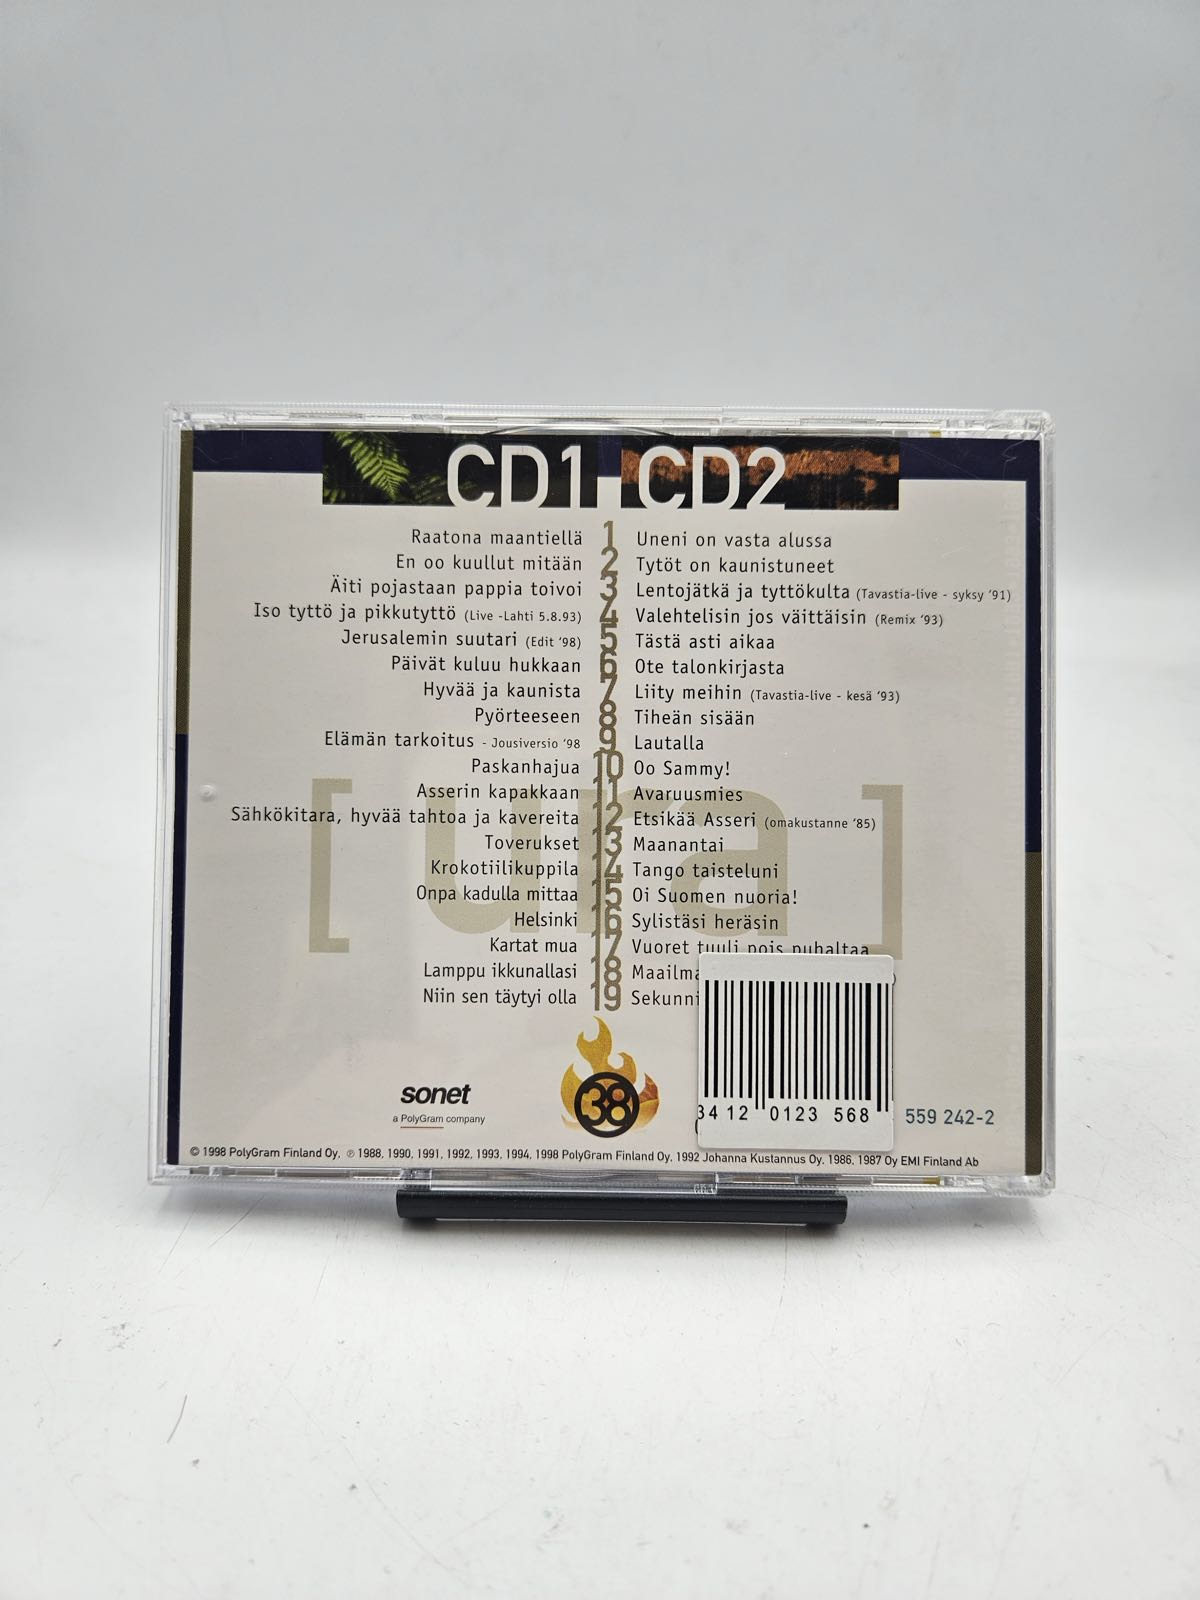 CD1 CD2
Raatona maantiellä 1 Uneni on vasta alussa
En oo kuullut mitään 2 Tytöt on kaunistuneet
Äiti pojastaan pappia toivoi 3 Lentojätkä ja tyttökulta (Tavastia-live - syksy '91)
Iso tyttö ja pikkutyttö (Live -Lahti 5.8.93) 4 Valehtelisin jos väittäisin (Remix '93)
Jerusalemin suutari (Edit '98) 5 Tästä asti aikaa
Päivät kuluu hukkaan 6 Ote talonkirjasta
Hyvää ja kaunista 7 Liity meihin (Tavastia-live - kesä '93)
Pyörteeseen 8 Tiheän sisään
Elämän tarkoitus - Jousiversio '98 9 Lautalla
Paskanhajua 10 Oo Sammy!
Asserin kapakkaan 11 Avaruusmies
Sähkökitara, hyvää tahtoa ja kavereita 12 Etsikää Asseri (omakustanne '85)
Toverukset 13 Maanantai
Krokotiilikuppila 14 Tango taisteluni
Onpa kadulla mittaa 15 Oi Suomen nuoria!
Helsinki 16 Sylistäsi heräsin
Kartat mua 17 Vuoret tuuli pois puhaltaa
Lamppu ikkunallasi 18 Maailma
Niin sen täytyi olla 19 Sekunni
[ura]
38
sonet
a PolyGram company
34 12 0123 568
559 242-2
© 1998 PolyGram Finland Oy. ℗ 1988, 1990, 1991, 1992, 1993, 1994, 1998 PolyGram Finland Oy. 1992 Johanna Kustannus Oy. 1986, 1987 Oy EMI Finland Ab